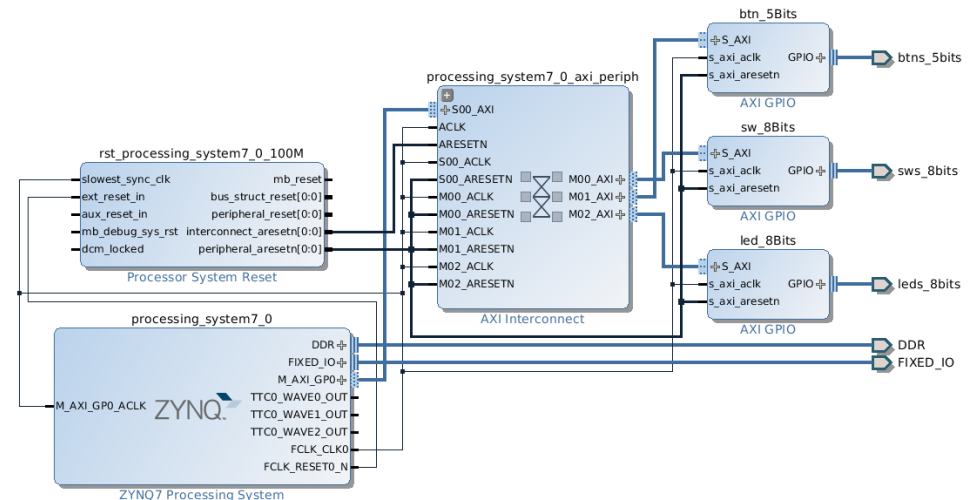 btn_5Bits
S_AXI
s_axi_aclk
s_axi_aresetn
GPIO
AXI GPIO
btns_5bits
processing_system7_0_axi_periph
S00_AXI
ACLK
ARESETN
S00_ACLK
S00_ARESETN
M00_ACLK
M00_ARESETN
M01_ACLK
M01_ARESETN
M02_ACLK
M02_ARESETN
M00_AXI
M01_AXI
M02_AXI
AXI Interconnect
sw_8Bits
S_AXI
s_axi_aclk
s_axi_aresetn
GPIO
AXI GPIO
sws_8bits
rst_processing_system7_0_100M
slowest_sync_clk
ext_reset_in
aux_reset_in
mb_debug_sys_rst
dcm_locked
mb_reset
bus_struct_reset[0:0]
peripheral_reset[0:0]
interconnect_aresetn[0:0]
peripheral_aresetn[0:0]
Processor System Reset
led_8Bits
S_AXI
s_axi_aclk
s_axi_aresetn
GPIO
AXI GPIO
leds_8bits
processing_system7_0
M_AXI_GP0_ACLK
ZYNQ
DDR
FIXED_IO
M_AXI_GP0
TTC0_WAVE0_OUT
TTC0_WAVE1_OUT
TTC0_WAVE2_OUT
FCLK_CLK0
FCLK_RESET0_N
ZYNQ7 Processing System
DDR
FIXED_IO